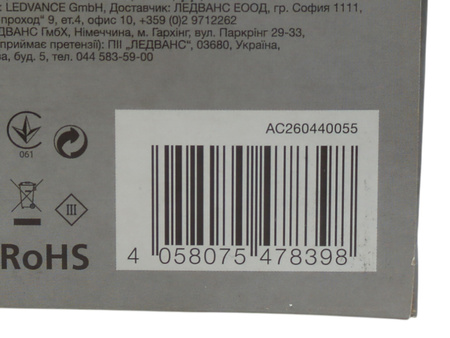 : LEDVANCE GmbH, Доставчик: ЛЕДВАНС ЕООД, гр. София 1111,
проход" 9, ет.4, офис 10, +359 (0)2 9712262
ДВАНС ГмбХ, Німеччина, м. Гархінг, вул. Паркрінг 29-33,
приймає претензії): ПІІ „ЛЕДВАНС", 03680, Україна,
а, буд. 5, тел. 044 583-59-00
061
AC260440055
III
RoHS
4 058075 478398